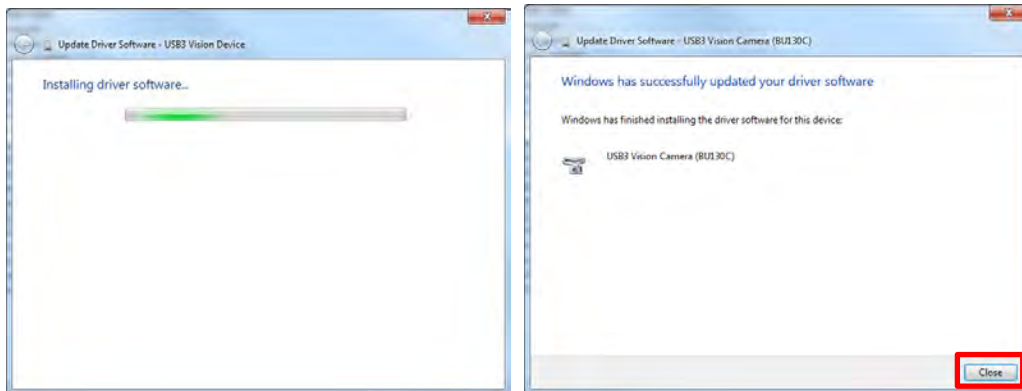 Update Driver Software - USB3 Vision Device
Installing driver software...
Update Driver Software - USB3 Vision Camera (BU130C)
Windows has successfully updated your driver software
Windows has finished installing the driver software for this device:
USB3 Vision Camera (BU130C)
Close